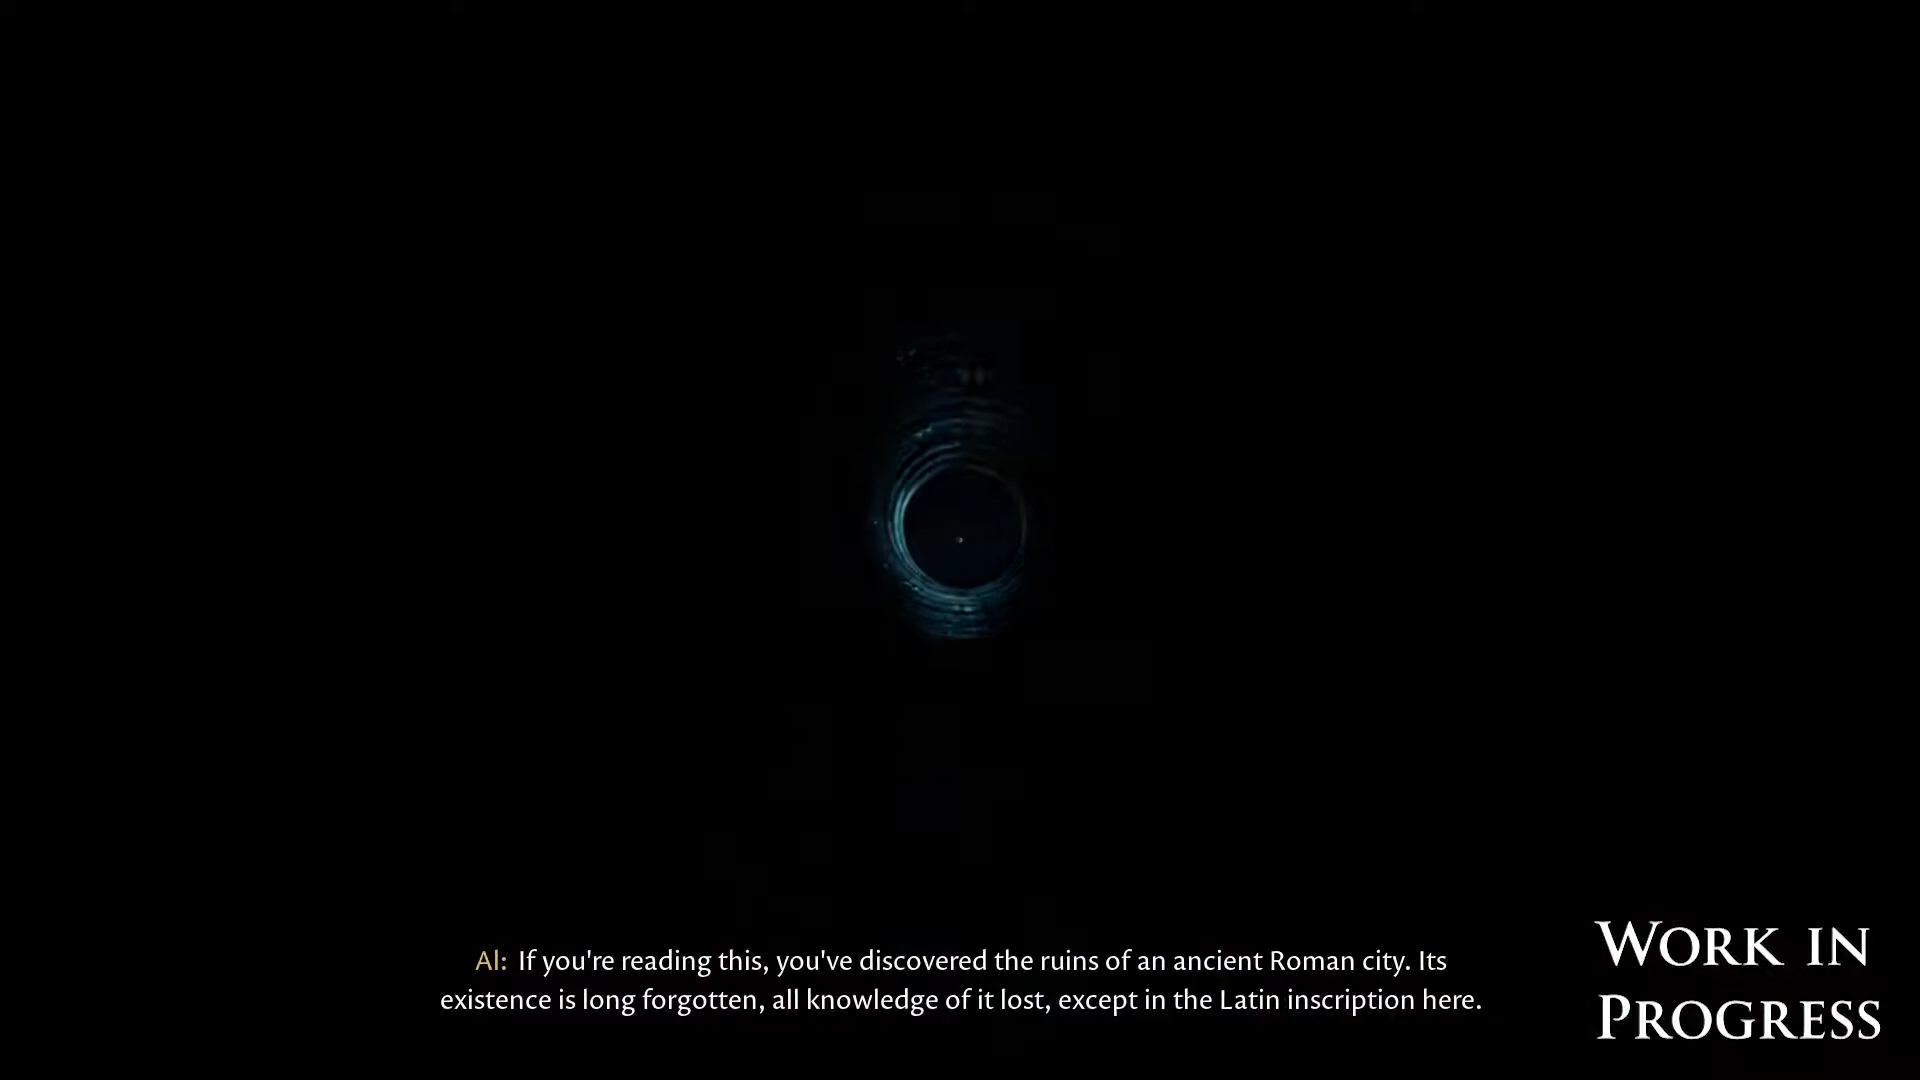 Al: If you're reading this, you've discovered the ruins of an ancient Roman city. Its
existence is long forgotten, all knowledge of it lost, except in the Latin inscription here.
WORK IN
PROGRESS